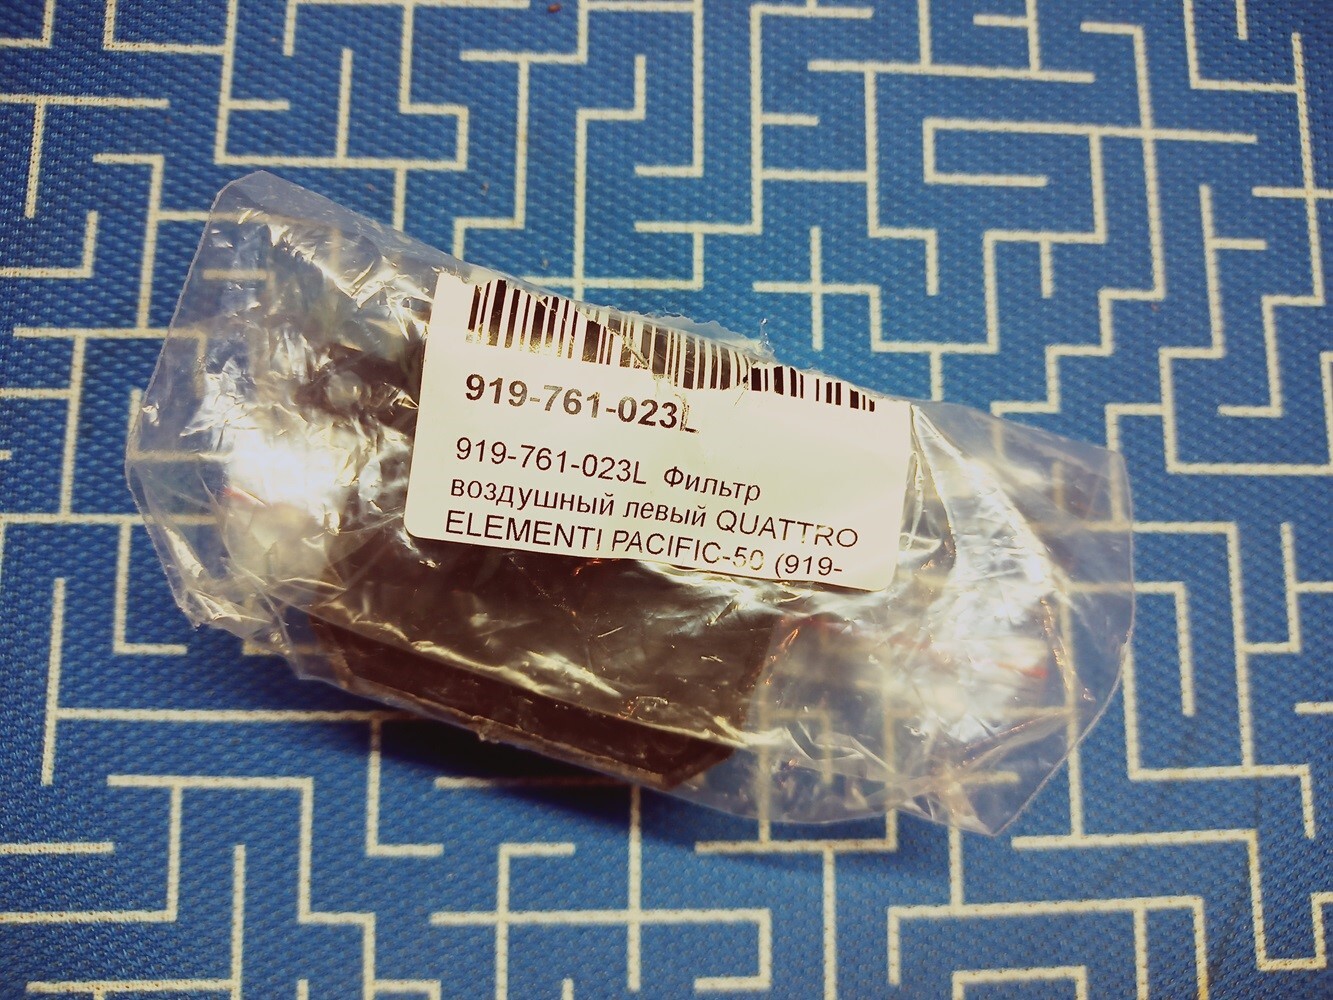 919-761-023L
919-761-023L Фильтр
воздушный левый QUATTRO
ELEMENTI PACIFIC-50 (919-